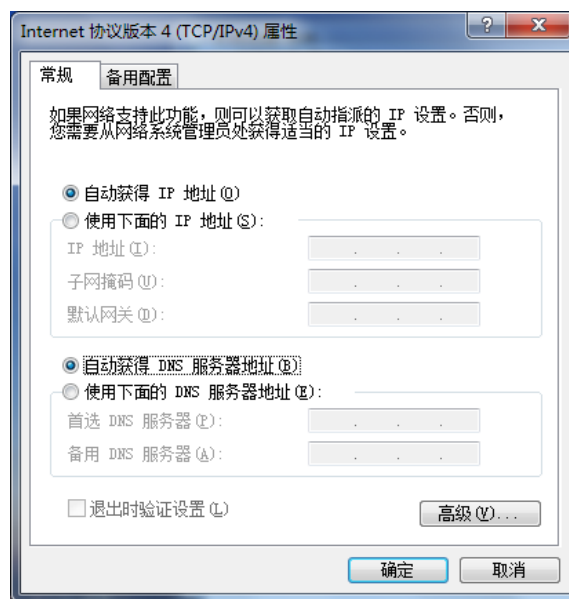 Internet 协议版本 4 (TCP/IPv4) 属性
常规 备用配置
如果网络支持此功能，则可以获取自动指派的 IP 设置。否则，
您需要从网络系统管理员处获得适当的 IP 设置。
自动获得 IP 地址(O)
使用下面的 IP 地址(S):
IP 地址(I):
子网掩码(U):
默认网关(D):
自动获得 DNS 服务器地址(B)
使用下面的 DNS 服务器地址(E):
首选 DNS 服务器(P):
备用 DNS 服务器(A):
退出时验证设置(L)
高级(V)...
确定 取消